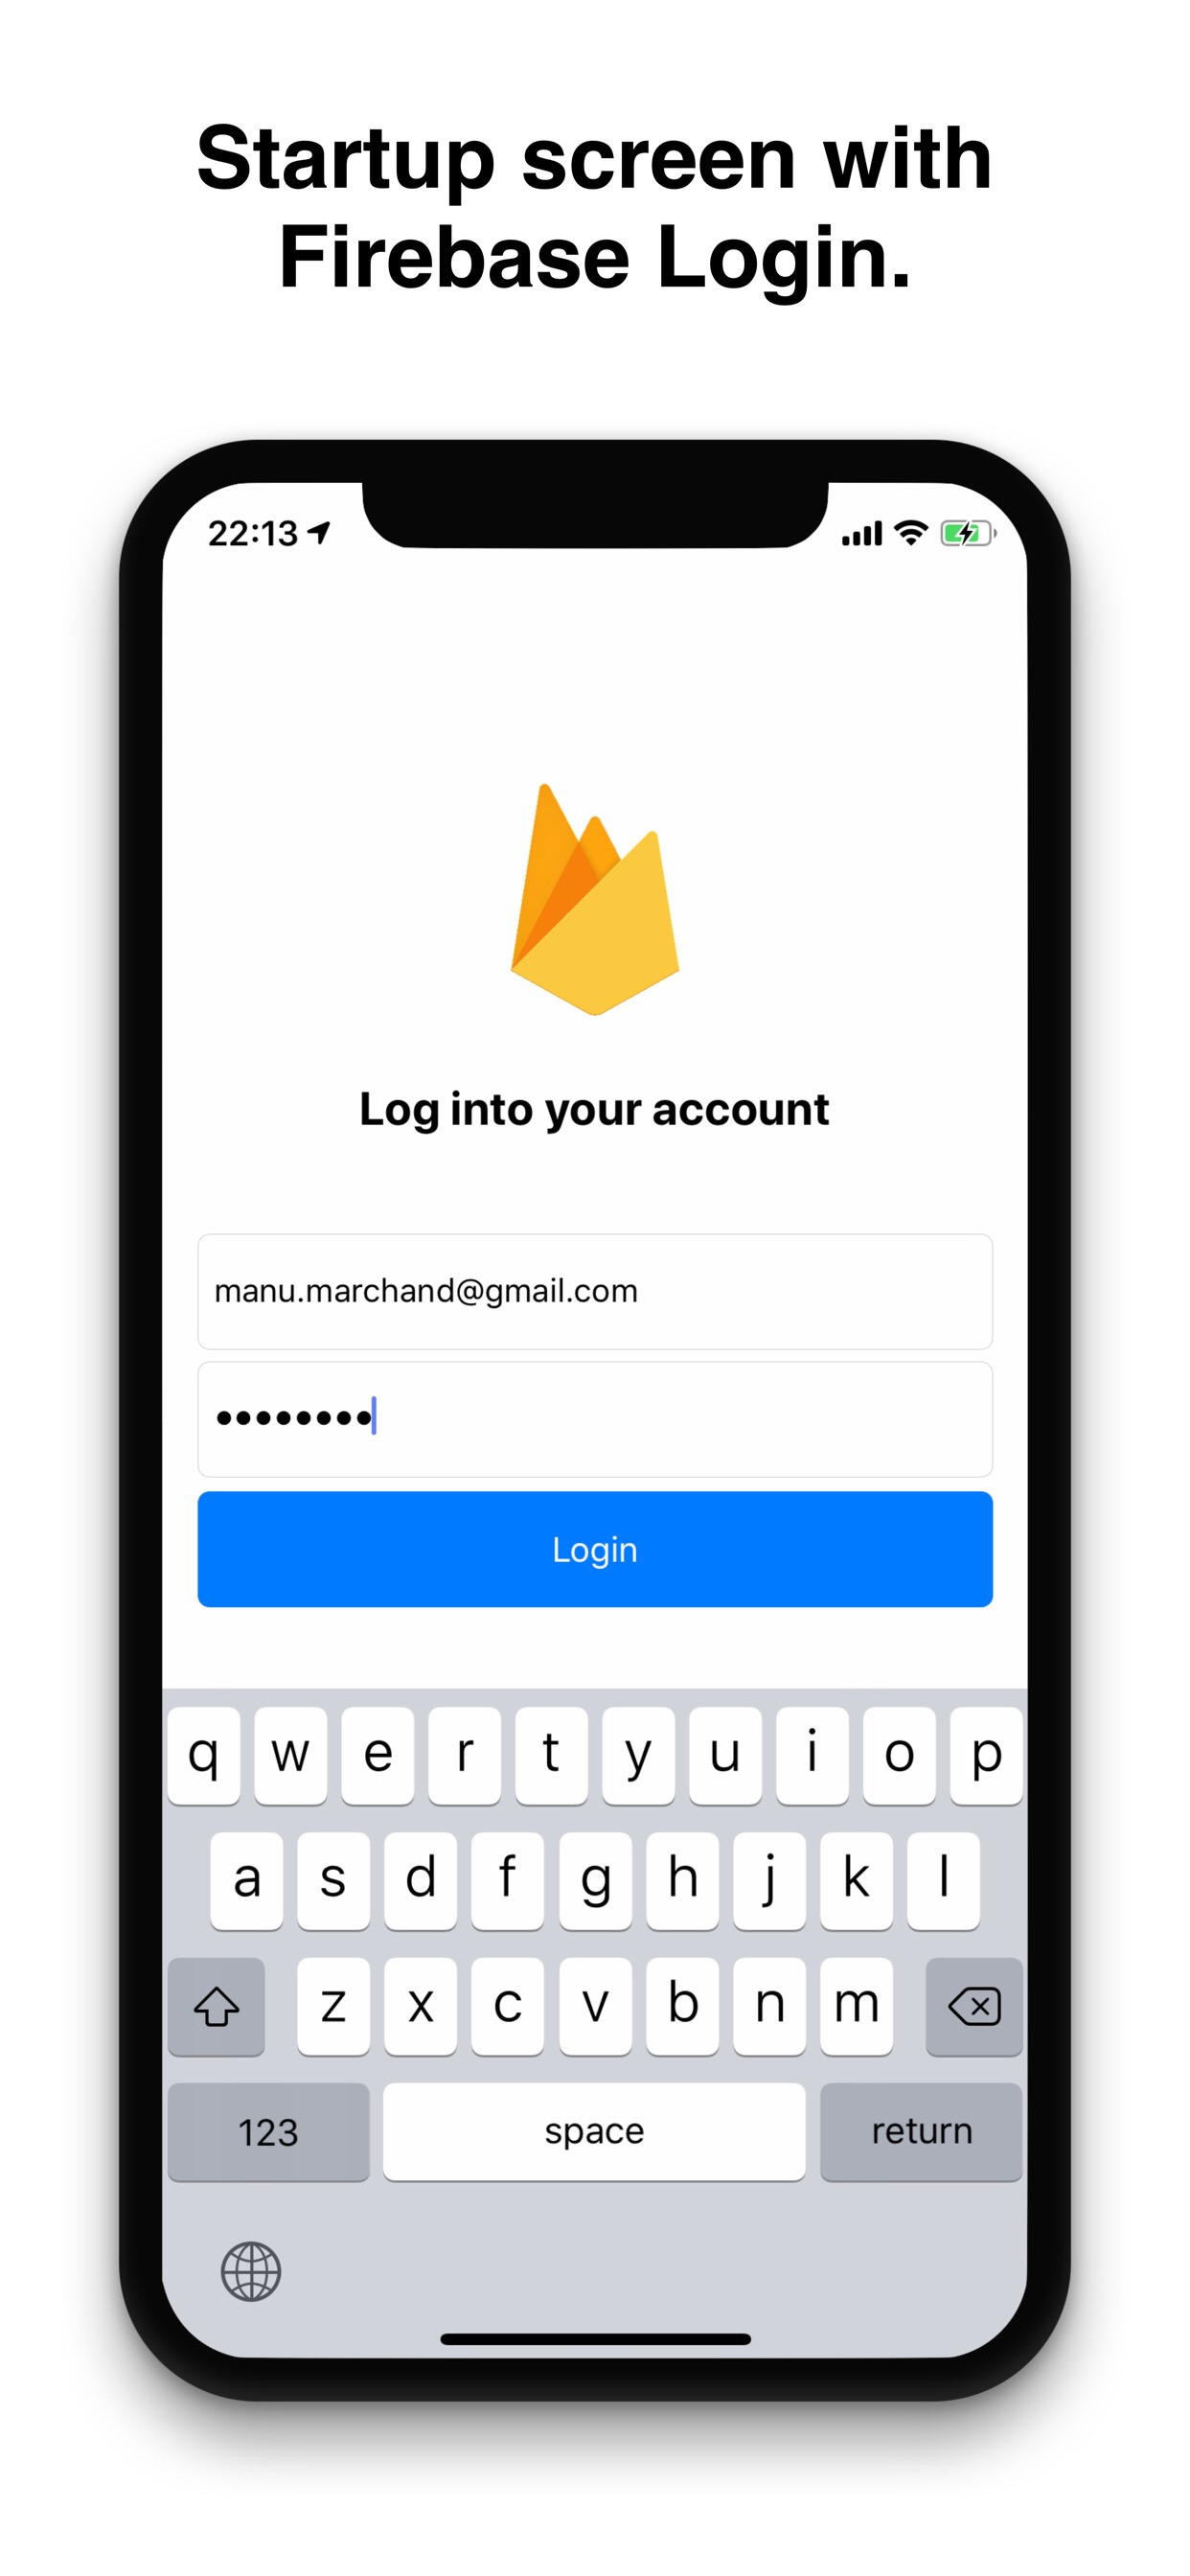 Startup screen with
Firebase Login.
22:13
Log into your account
manu.marchand@gmail.com
••••••••
Login
q w e r t y u i o p
a s d f g h j k l
z x c v b n m
123 space return